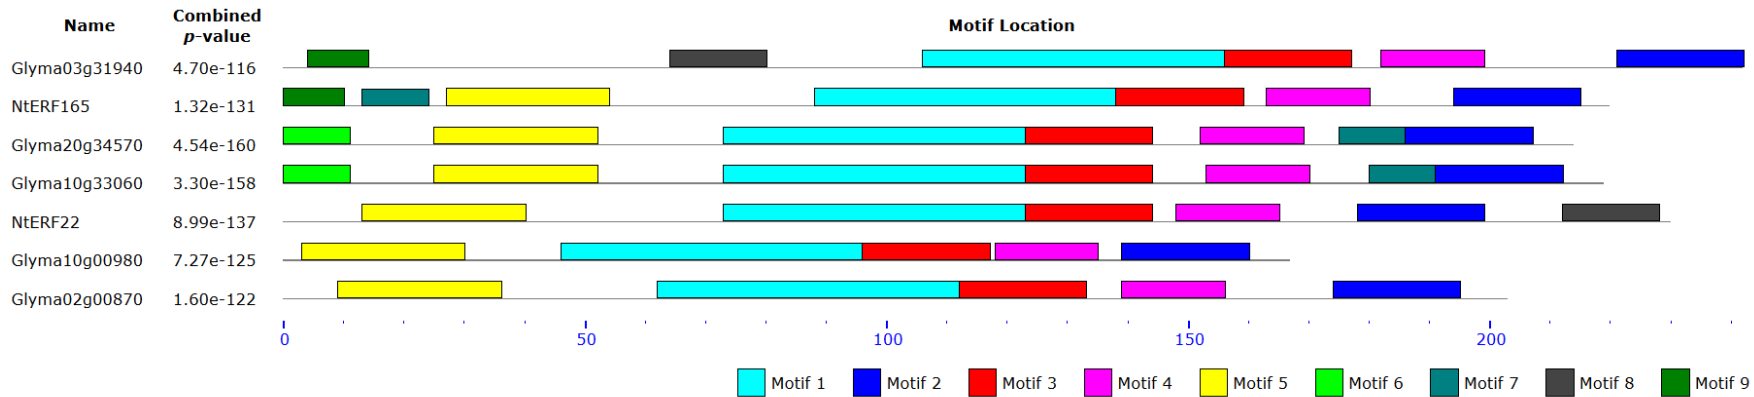 Name Combined p-value Motif Location
Glyma03g31940 4.70e-116
NtERF165 1.32e-131
Glyma20g34570 4.54e-160
Glyma10g33060 3.30e-158
NtERF22 8.99e-137
Glyma10g00980 7.27e-125
Glyma02g00870 1.60e-122
0 50 100 150 200
Motif 1 Motif 2 Motif 3 Motif 4 Motif 5 Motif 6 Motif 7 Motif 8 Motif 9